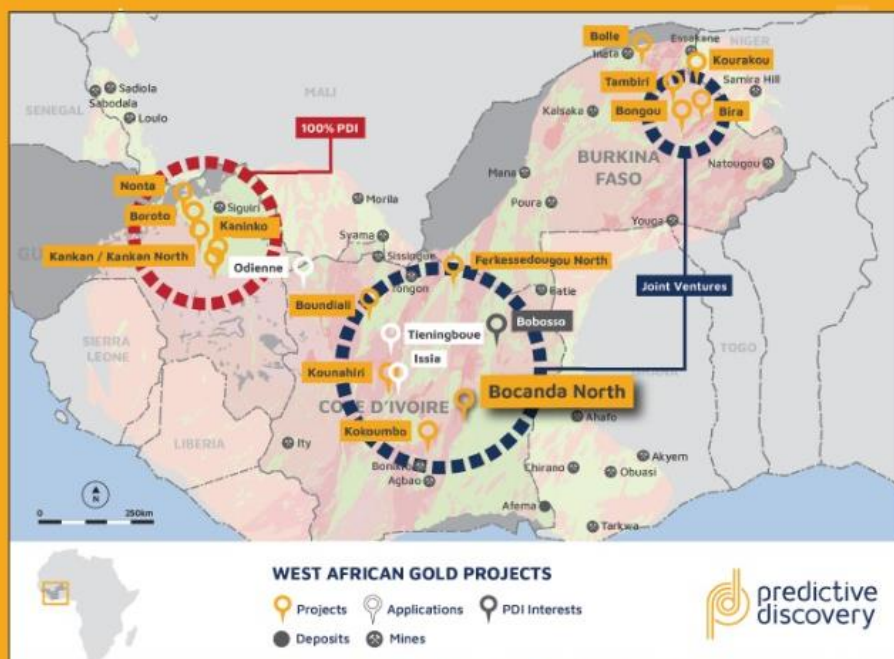 Bolle
Inata
Essakane
NIGER
Kourakou
Tambiri
Samira Hill
Sadiola
Sabodala
SENEGAL
Loulo
MALI
Kalsaka
Bongou
Bira
100% PDI
BURKINA
FASO
Natougou
Mana
Nonta
Morila
Poura
Siguiri
Boroto
Kaninko
Youga
Syama
Kankan / Kankan North
Sissingue
Ferkessedougou North
Odienne
Tongon
Batie
Joint Ventures
Boundiali
SIERRA
LEONE
Tieningboue
Bobosso
TOGO
Issia
Kounahiri
Bocanda North
COTE D'IVOIRE
Ahafo
Kokoumbo
LIBERIA
Ity
Akyem
Bonikro
Chirano
Obuasi
Agbao
Afema
Tarkwa
N
0
250km
WEST AFRICAN GOLD PROJECTS
Projects
Applications
PDI Interests
Deposits
Mines
predictive
discovery